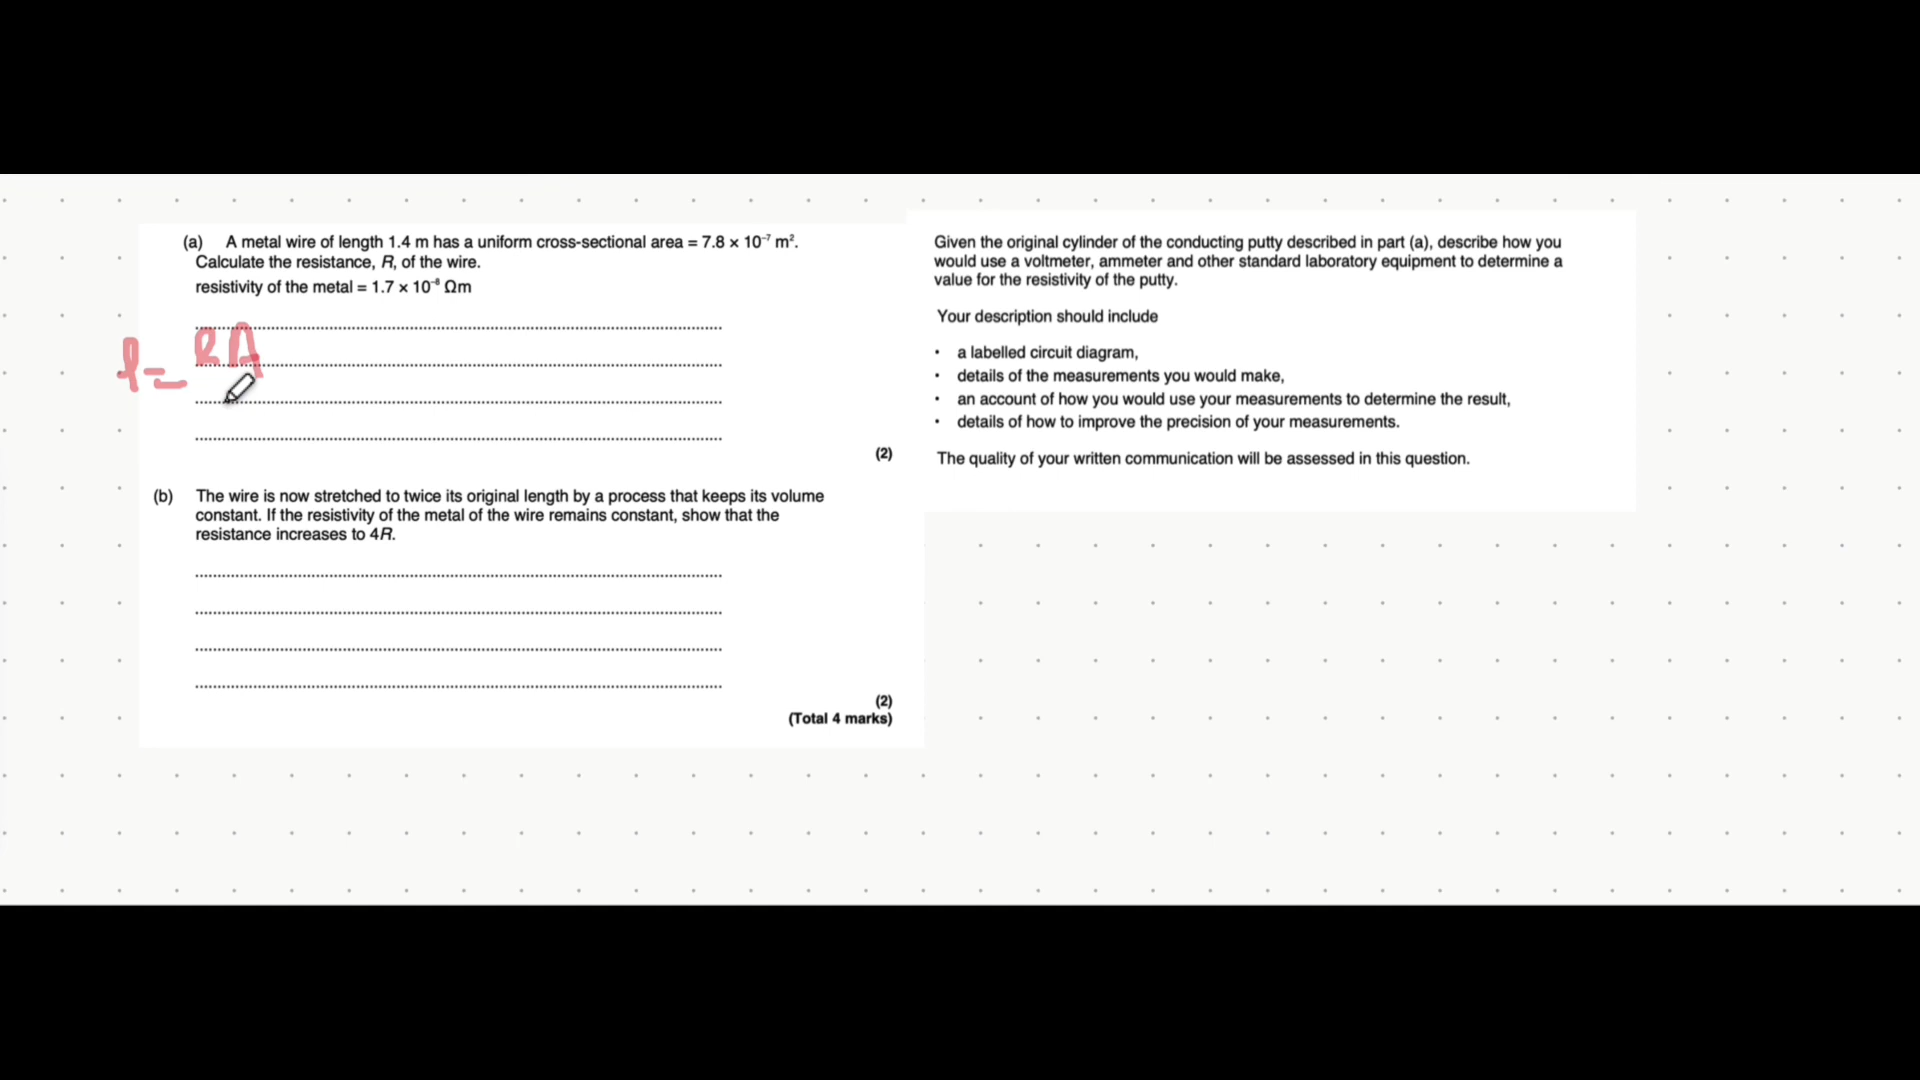 (a) A metal wire of length 1.4 m has a uniform cross-sectional area = 7.8 × 10⁻⁷ m².
Calculate the resistance, R, of the wire.
resistivity of the metal = 1.7 × 10⁻⁸ Ωm
ρ = RA
(2)
(b) The wire is now stretched to twice its original length by a process that keeps its volume
constant. If the resistivity of the metal of the wire remains constant, show that the
resistance increases to 4R.
(2)
(Total 4 marks)
Given the original cylinder of the conducting putty described in part (a), describe how you
would use a voltmeter, ammeter and other standard laboratory equipment to determine a
value for the resistivity of the putty.
Your description should include
• a labelled circuit diagram,
• details of the measurements you would make,
• an account of how you would use your measurements to determine the result,
• details of how to improve the precision of your measurements.
The quality of your written communication will be assessed in this question.